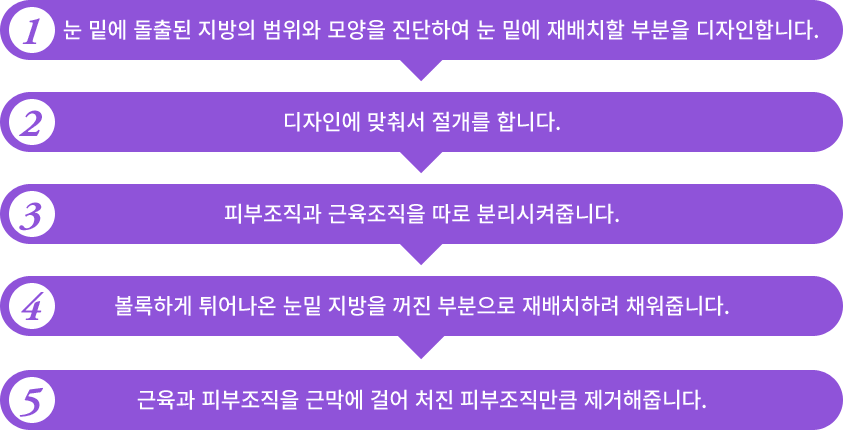 1 눈 밑에 돌출된 지방의 범위와 모양을 진단하여 눈 밑에 재배치할 부분을 디자인합니다.
2 디자인에 맞춰서 절개를 합니다.
3 피부조직과 근육조직을 따로 분리시켜줍니다.
4 볼록하게 튀어나온 눈밑 지방을 꺼진 부분으로 재배치하려 채워줍니다.
5 근육과 피부조직을 근막에 걸어 처진 피부조직만큼 제거해줍니다.